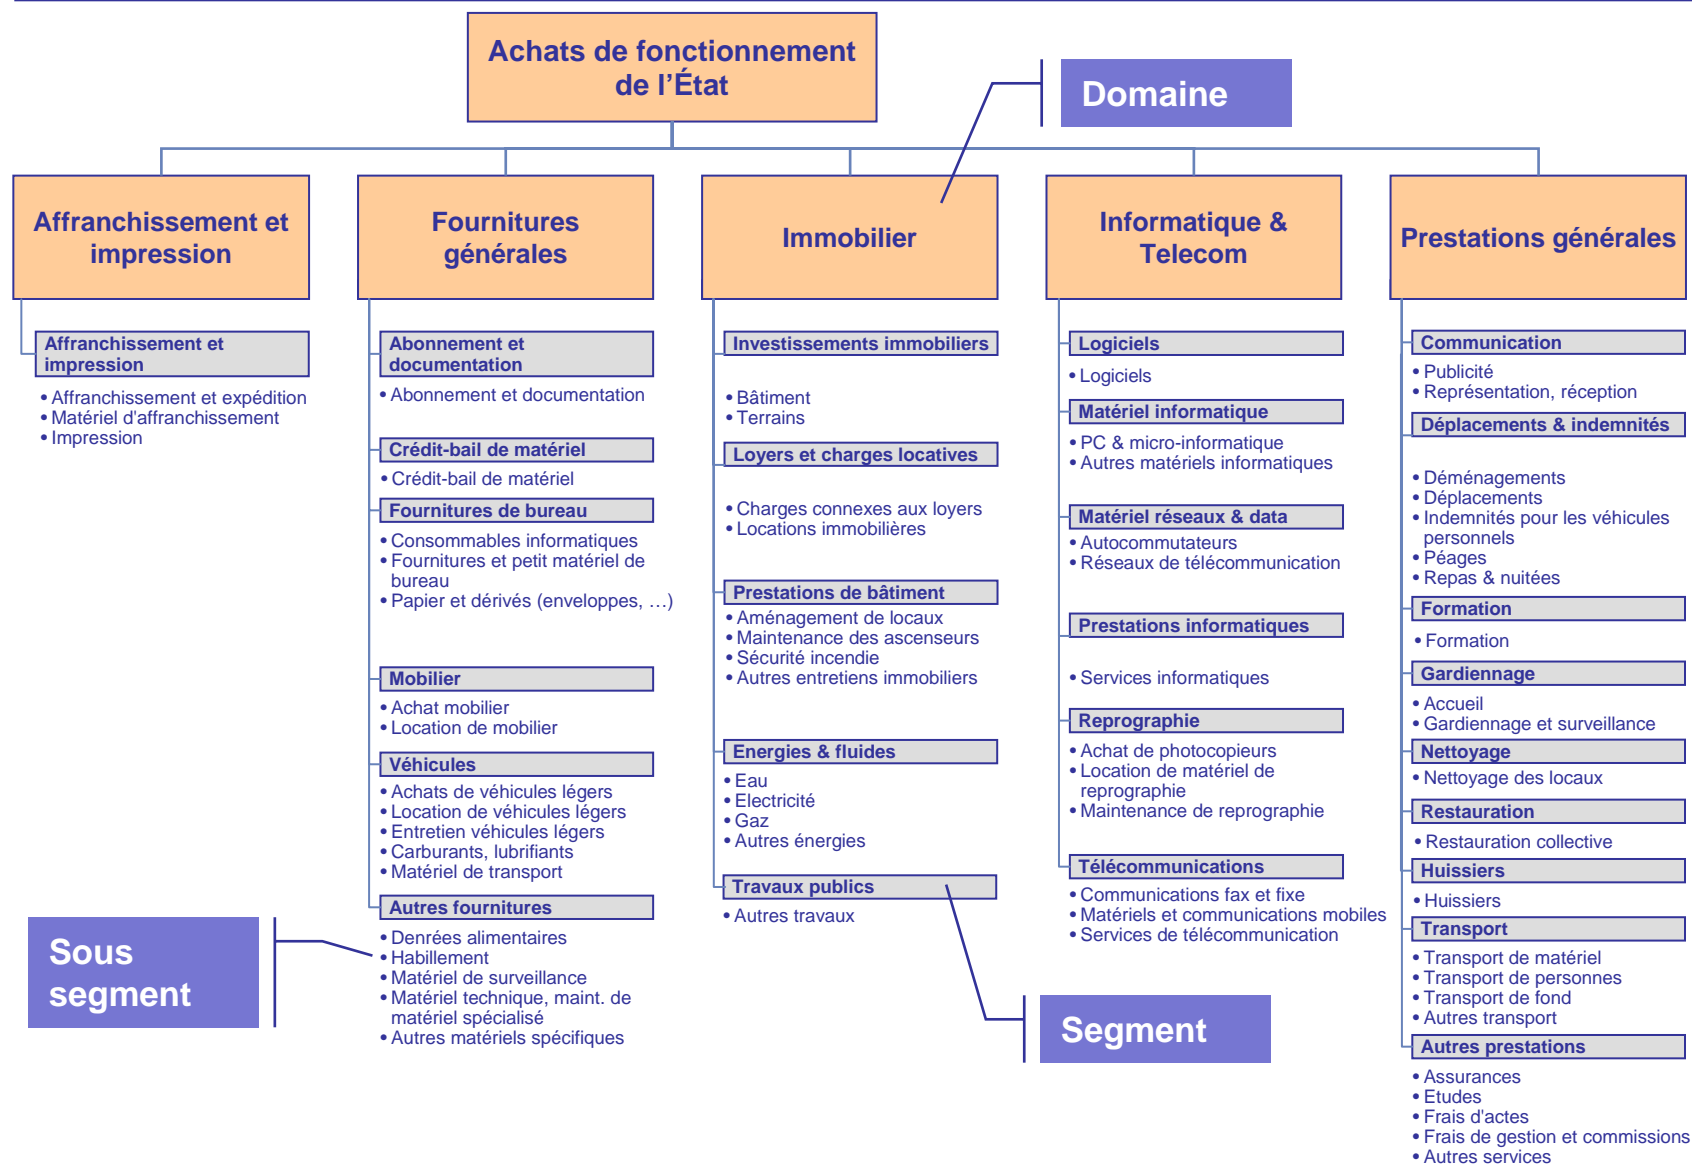 Achats de fonctionnement
de l’État
Domaine
Affranchissement et
impression
Fournitures
générales
Immobilier
Informatique &
Telecom
Prestations générales
Affranchissement et
impression
• Affranchissement et expédition
• Matériel d'affranchissement
• Impression
Abonnement et
documentation
• Abonnement et documentation
Crédit-bail de matériel
• Crédit-bail de matériel
Fournitures de bureau
• Consommables informatiques
• Fournitures et petit matériel de
bureau
• Papier et dérivés (enveloppes, …)
Mobilier
• Achat mobilier
• Location de mobilier
Véhicules
• Achats de véhicules légers
• Location de véhicules légers
• Entretien véhicules légers
• Carburants, lubrifiants
• Matériel de transport
Autres fournitures
• Denrées alimentaires
• Habillement
• Matériel de surveillance
• Matériel technique, maint. de
matériel spécialisé
• Autres matériels spécifiques
Sous
segment
Investissements immobiliers
• Bâtiment
• Terrains
Loyers et charges locatives
• Charges connexes aux loyers
• Locations immobilières
Prestations de bâtiment
• Aménagement de locaux
• Maintenance des ascenseurs
• Sécurité incendie
• Autres entretiens immobiliers
Energies & fluides
• Eau
• Electricité
• Gaz
• Autres énergies
Travaux publics
• Autres travaux
Segment
Logiciels
• Logiciels
Matériel informatique
• PC & micro-informatique
• Autres matériels informatiques
Matériel réseaux & data
• Autocommutateurs
• Réseaux de télécommunication
Prestations informatiques
• Services informatiques
Reprographie
• Achat de photocopieurs
• Location de matériel de
reprographie
• Maintenance de reprographie
Télécommunications
• Communications fax et fixe
• Matériels et communications mobiles
• Services de télécommunication
Communication
• Publicité
• Représentation, réception
Déplacements & indemnités
• Déménagements
• Déplacements
• Indemnités pour les véhicules
personnels
• Péages
• Repas & nuitées
Formation
• Formation
Gardiennage
• Accueil
• Gardiennage et surveillance
Nettoyage
• Nettoyage des locaux
Restauration
• Restauration collective
Huissiers
• Huissiers
Transport
• Transport de matériel
• Transport de personnes
• Transport de fond
• Autres transport
Autres prestations
• Assurances
• Etudes
• Frais d'actes
• Frais de gestion et commissions
• Autres services